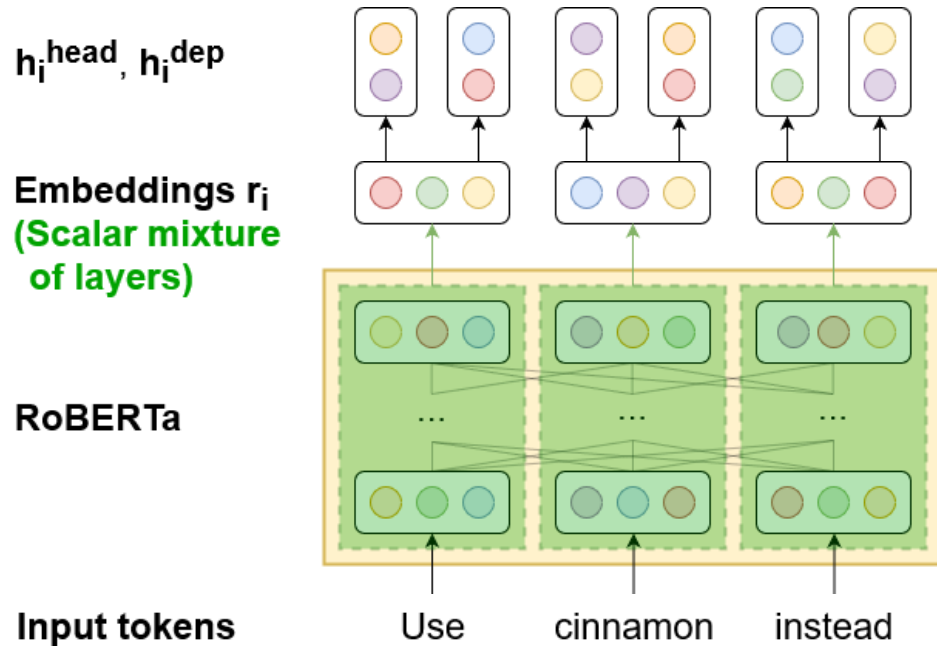 h_i^head, h_i^dep
Embeddings r_i
(Scalar mixture
of layers)
...
...
...
RoBERTa
Input tokens
Use
cinnamon
instead